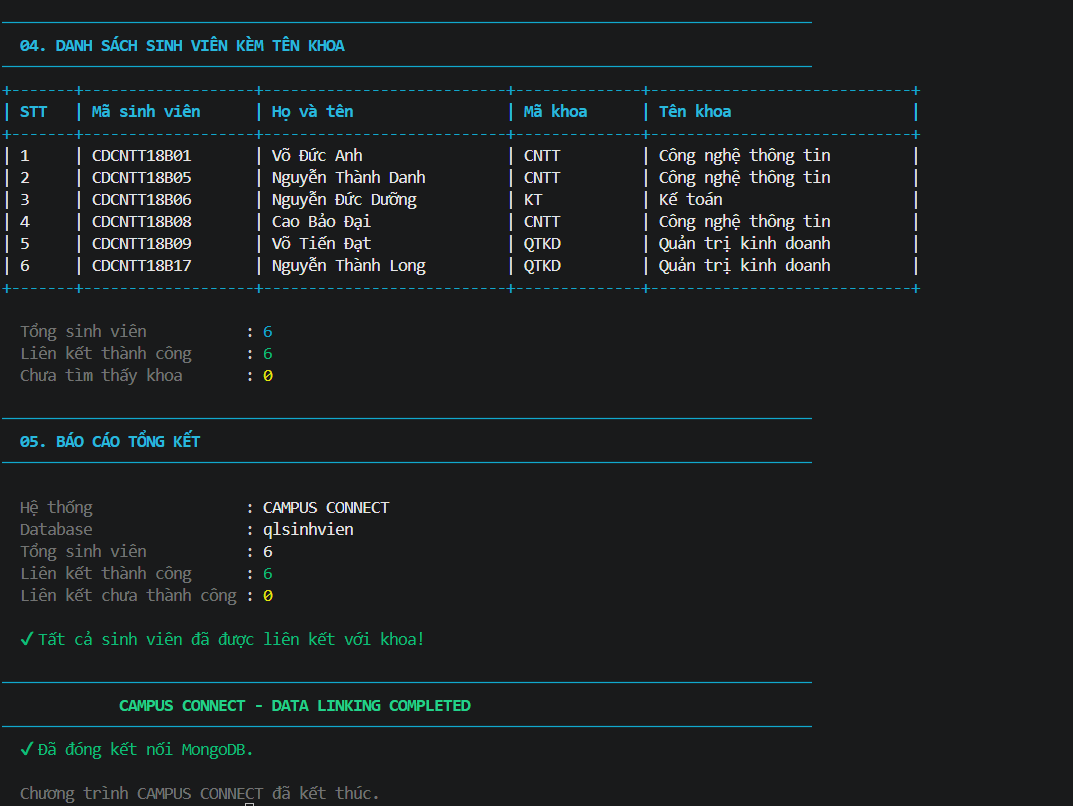 04. DANH SÁCH SINH VIÊN KÈM TÊN KHOA
| STT | Mã sinh viên | Họ và tên | Mã khoa | Tên khoa |
| 1 | CDCNTT18B01 | Võ Đức Anh | CNTT | Công nghệ thông tin |
| 2 | CDCNTT18B05 | Nguyễn Thành Danh | CNTT | Công nghệ thông tin |
| 3 | CDCNTT18B06 | Nguyễn Đức Dưỡng | KT | Kế toán |
| 4 | CDCNTT18B08 | Cao Bảo Đại | CNTT | Công nghệ thông tin |
| 5 | CDCNTT18B09 | Võ Tiến Đạt | QTKD | Quản trị kinh doanh |
| 6 | CDCNTT18B17 | Nguyễn Thành Long | QTKD | Quản trị kinh doanh |
Tổng sinh viên : 6
Liên kết thành công : 6
Chưa tìm thấy khoa : 0
05. BÁO CÁO TỔNG KẾT
Hệ thống : CAMPUS CONNECT
Database : qlsinhvien
Tổng sinh viên : 6
Liên kết thành công : 6
Liên kết chưa thành công : 0
✓ Tất cả sinh viên đã được liên kết với khoa!
CAMPUS CONNECT - DATA LINKING COMPLETED
✓ Đã đóng kết nối MongoDB.
Chương trình CAMPUS CONNECT đã kết thúc.